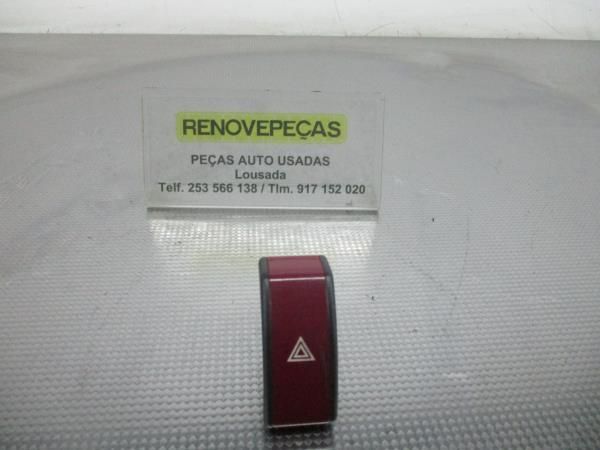 RENOVEPEÇAS
PEÇAS AUTO USADAS
Lousada
Telf. 253 566 138 / Tlm. 917 152 020